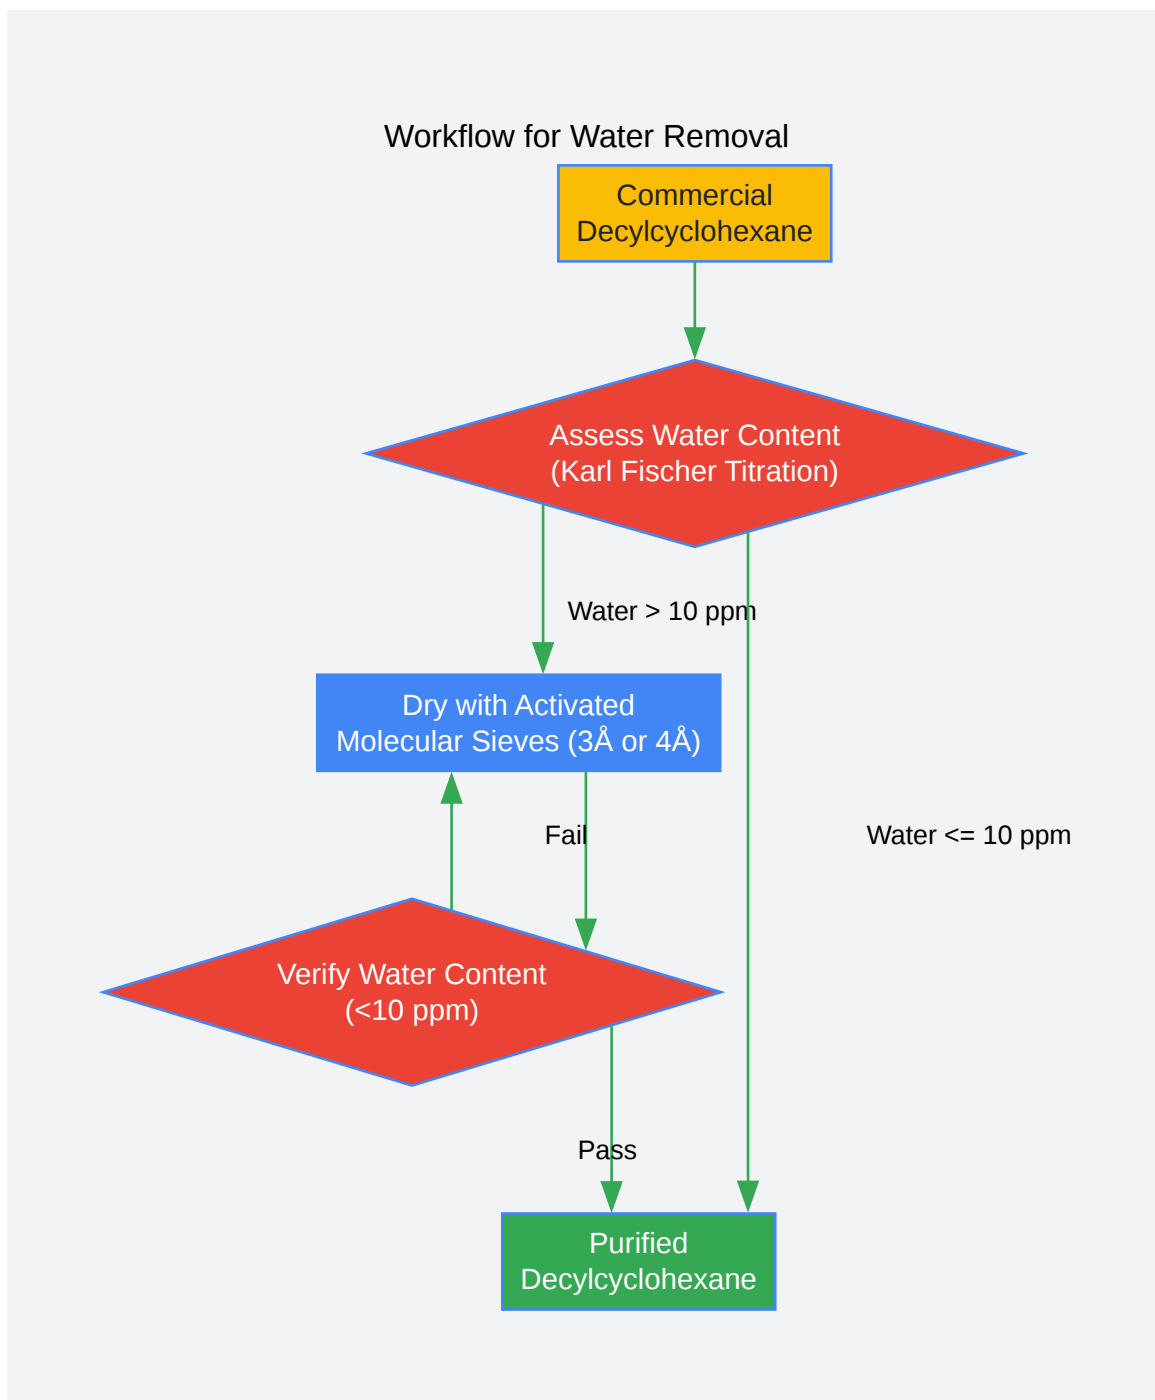 Workflow for Water Removal
Commercial
Decylcyclohexane
Assess Water Content
(Karl Fischer Titration)
Water > 10 ppm
Dry with Activated
Molecular Sieves (3Å or 4Å)
Fail
Water <= 10 ppm
Verify Water Content
(<10 ppm)
Pass
Purified
Decylcyclohexane